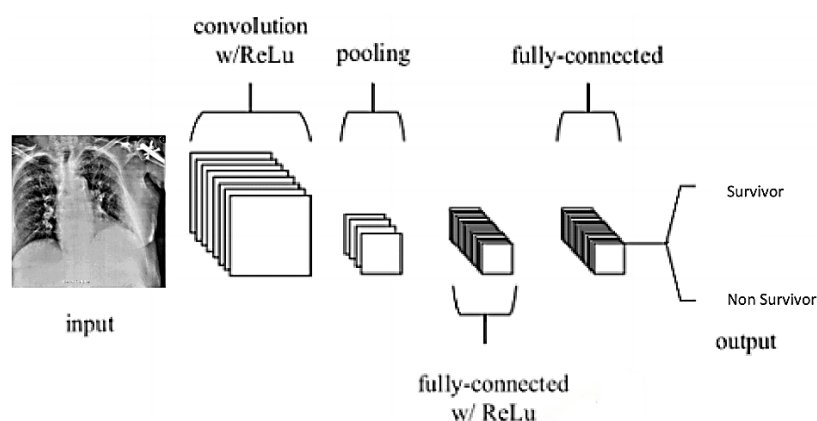 convolution
w/ReLu
pooling
fully-connected
Survivor
input
Non Survivor
output
fully-connected
w/ ReLu